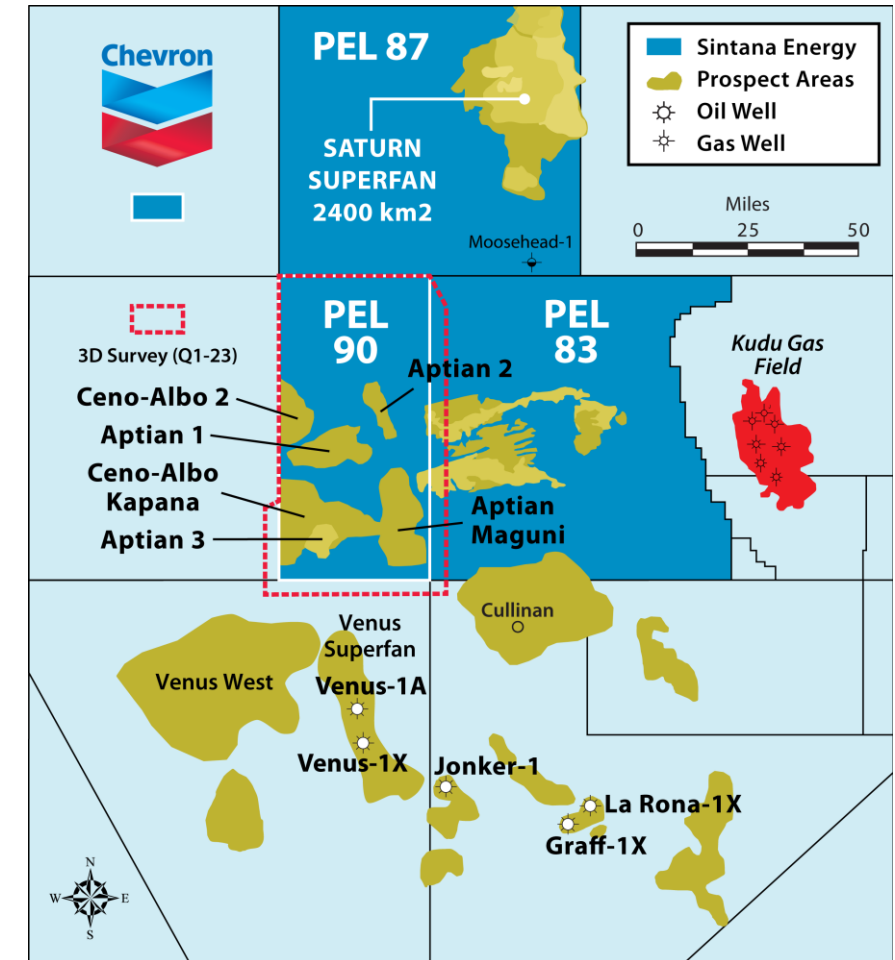 Chevron
PEL 87
SATURN
SUPERFAN
2400 km2
Moosehead-1
Sintana Energy
Prospect Areas
Oil Well
Gas Well
Miles
0 25 50
3D Survey (Q1-23)
PEL
90
PEL
83
Kudu Gas
Field
Ceno-Albo 2
Aptian 2
Aptian 1
Ceno-Albo
Kapana
Aptian 3
Aptian
Maguni
Cullinan
Venus
Superfan
Venus West
Venus-1A
Venus-1X
Jonker-1
La Rona-1X
Graff-1X
N
W E
S